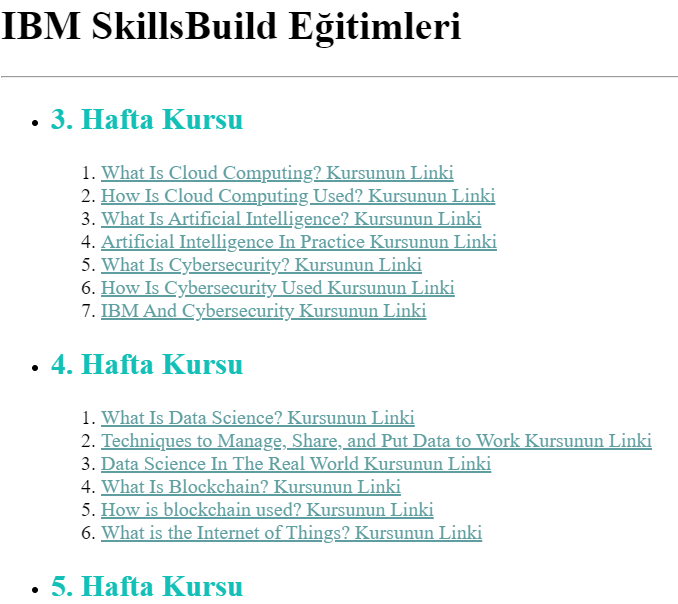 IBM SkillsBuild Eğitimleri
3. Hafta Kursu
1. What Is Cloud Computing? Kursunun Linki
2. How Is Cloud Computing Used? Kursunun Linki
3. What Is Artificial Intelligence? Kursunun Linki
4. Artificial Intelligence In Practice Kursunun Linki
5. What Is Cybersecurity? Kursunun Linki
6. How Is Cybersecurity Used Kursunun Linki
7. IBM And Cybersecurity Kursunun Linki
4. Hafta Kursu
1. What Is Data Science? Kursunun Linki
2. Techniques to Manage, Share, and Put Data to Work Kursunun Linki
3. Data Science In The Real World Kursunun Linki
4. What Is Blockchain? Kursunun Linki
5. How is blockchain used? Kursunun Linki
6. What is the Internet of Things? Kursunun Linki
5. Hafta Kursu